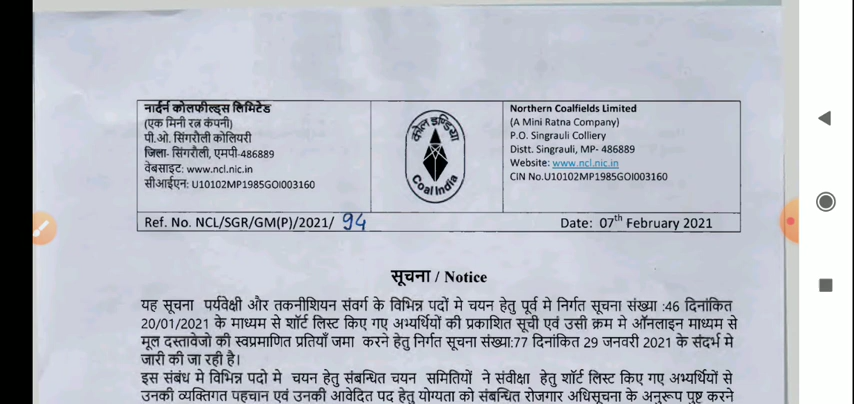 नार्दर्न कोलफील्ड्स लिमिटेड
(एक मिनी रत्न कंपनी)
पी.ओ. सिंगरौली कोलियरी
जिला- सिंगरौली, एमपी-486889
वेबसाइट: www.ncl.nic.in
सीआईएन: U10102MP1985GOI003160
कोल इण्डिया
Coal India
Northern Coalfields Limited
(A Mini Ratna Company)
P.O. Singrauli Colliery
Distt. Singrauli, MP- 486889
Website: www.ncl.nic.in
CIN No.U10102MP1985GOI003160
Ref. No. NCL/SGR/GM(P)/2021/ 94
Date: 07th February 2021
सूचना / Notice
यह सूचना पर्यवेक्षी और तकनीशियन संवर्ग के विभिन्न पदों मे चयन हेतु पूर्व मे निर्गत सूचना संख्या :46 दिनांकित
20/01/2021 के माध्यम से शॉर्ट लिस्ट किए गए अभ्यर्थियों की प्रकाशित सूची एवं उसी क्रम मे ऑनलाइन माध्यम से
मूल दस्तावेजो की स्वप्रमाणित प्रतियाँ जमा करने हेतु निर्गत सूचना संख्या:77 दिनांकित 29 जनवरी 2021 के संदर्भ मे
जारी की जा रही है।
इस संबंध मे विभिन्न पदो मे चयन हेतु संबन्धित चयन समितियों ने संवीक्षा हेतु शॉर्ट लिस्ट किए गए अभ्यर्थियों से
उनकी व्यक्तिगत पहचान एवं उनकी आवेदित पद हेतु योग्यता को संबन्धित रोजगार अधिसूचना के अनुरूप पुष्ट करने